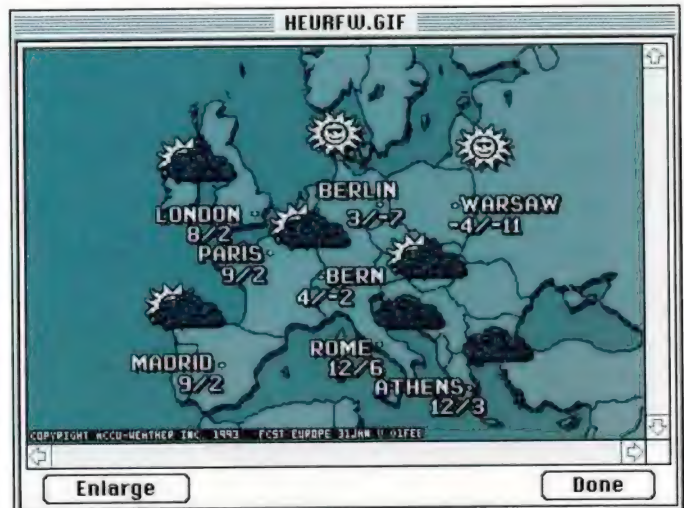 HEURFW.GIF
BERLIN
3/-7
WARSAW
-4/-11
LONDON
8/2
PARIS
9/2
BERN
4/-2
ROME
12/6
MADRID
9/2
ATHENS
12/3
COPYRIGHT ACCU-WEATHER INC 1993 FCST EUROPE 31JAN 01FEB
Enlarge
Done